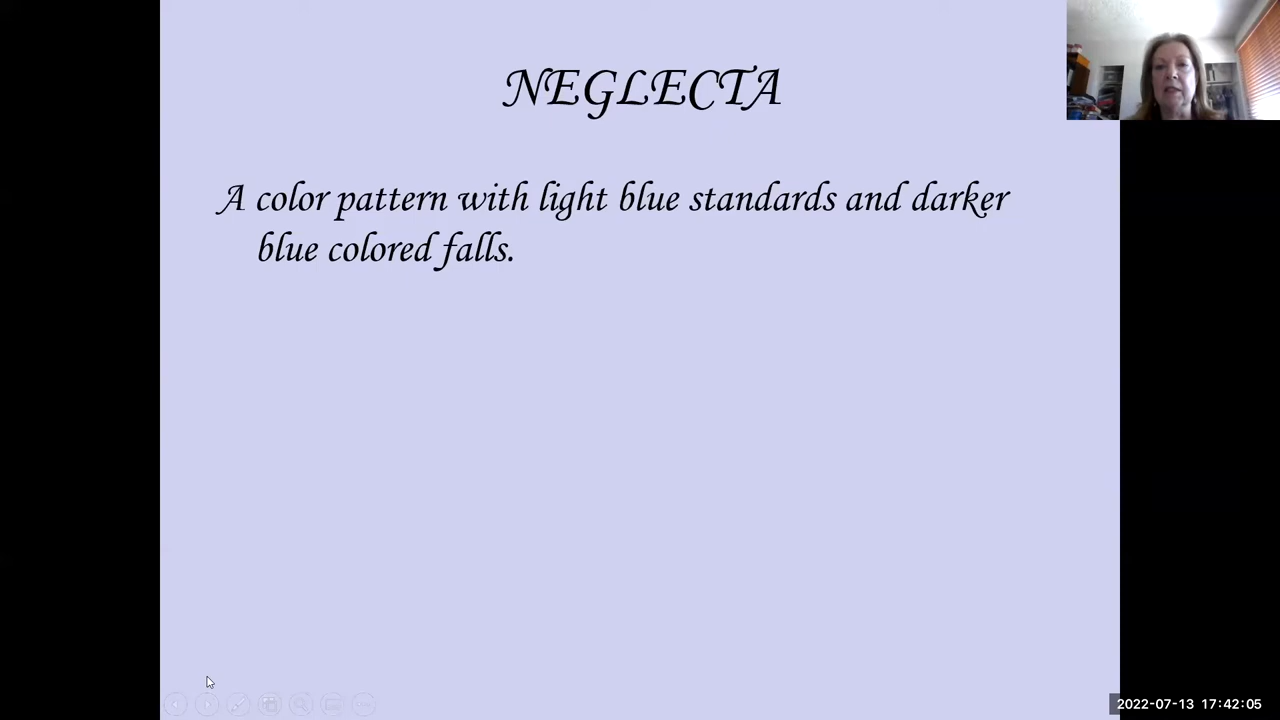 NEGLECTA
A color pattern with light blue standards and darker
blue colored falls.
2022-07-13 17:42:05